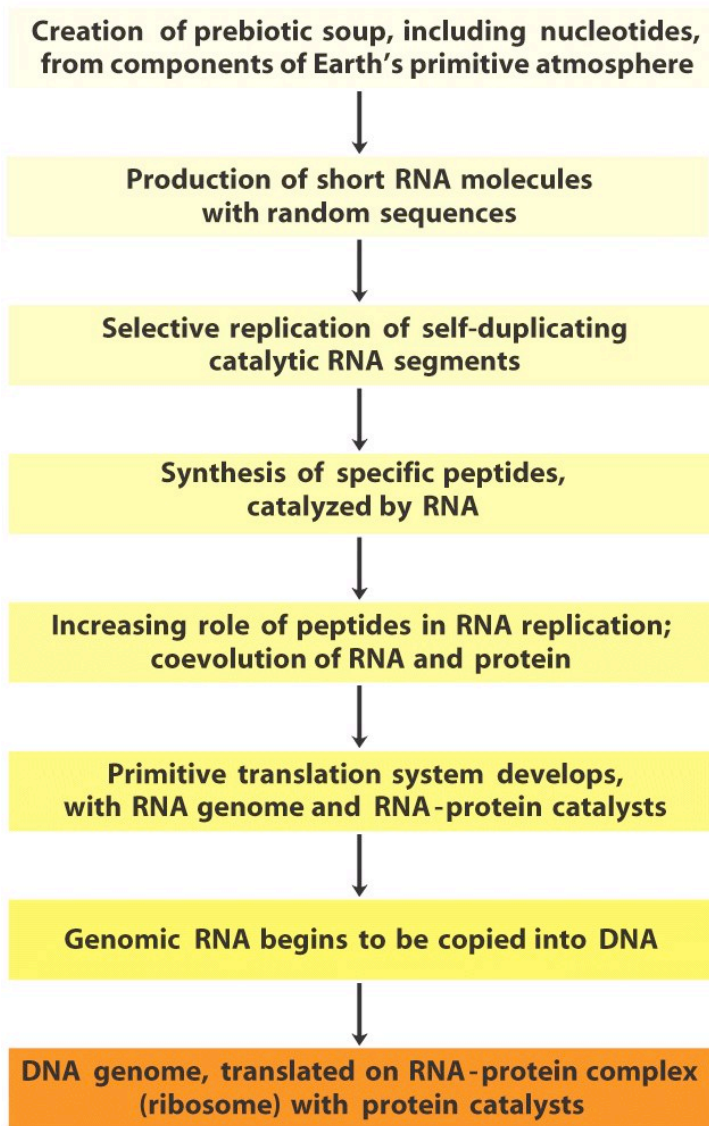 Creation of prebiotic soup, including nucleotides,
from components of Earth's primitive atmosphere
Production of short RNA molecules
with random sequences
Selective replication of self-duplicating
catalytic RNA segments
Synthesis of specific peptides,
catalyzed by RNA
Increasing role of peptides in RNA replication;
coevolution of RNA and protein
Primitive translation system develops,
with RNA genome and RNA-protein catalysts
Genomic RNA begins to be copied into DNA
DNA genome, translated on RNA-protein complex
(ribosome) with protein catalysts